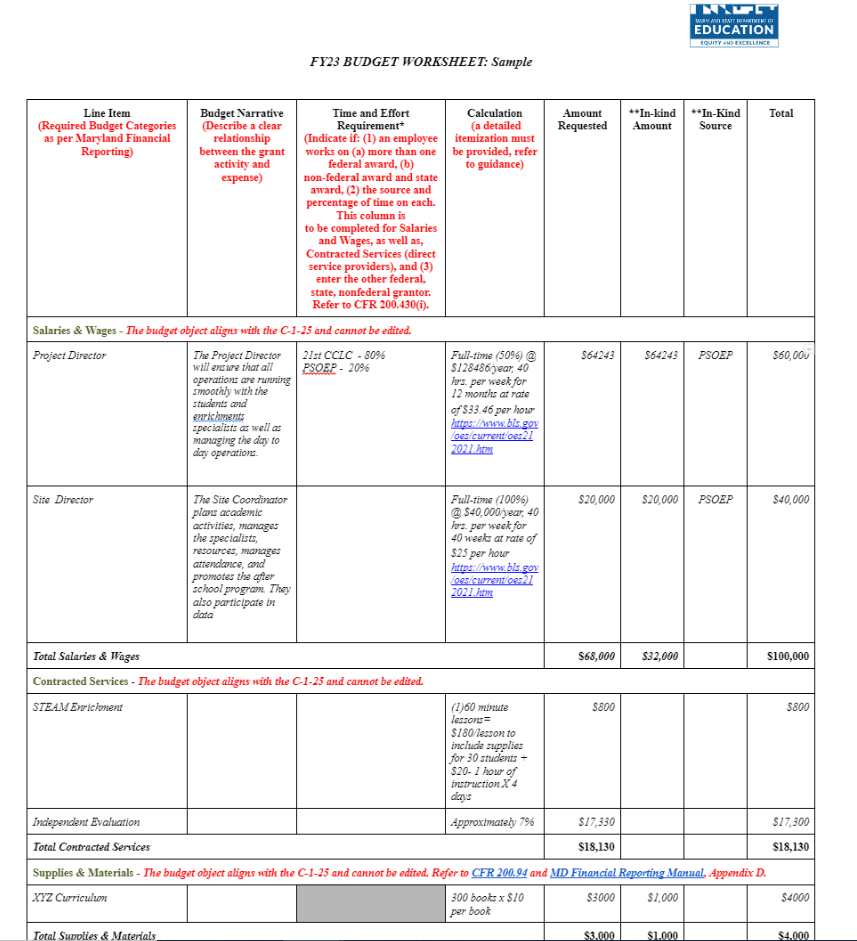 MARYLAND STATE DEPARTMENT OF
EDUCATION
EQUITY AND EXCELLENCE
FY23 BUDGET WORKSHEET: Sample
Line Item
(Required Budget Categories
as per Maryland Financial
Reporting)
Budget Narrative
(Describe a clear
relationship
between the grant
activity and
expense)
Time and Effort
Requirement*
(Indicate if: (1) an employee
works on (a) more than one
federal award, (b)
non-federal award and state
award, (2) the source and
percentage of time on each.
This column is
to be completed for Salaries
and Wages, as well as,
Contracted Services (direct
service providers), and (3)
enter the other federal,
state, nonfederal grantor.
Refer to CFR 200.430(i).
Calculation
(a detailed
itemization must
be provided, refer
to guidance)
Amount
Requested
**In-kind
Amount
**In-Kind
Source
Total
Salaries & Wages - The budget object aligns with the C-1-25 and cannot be edited.
Project Director
The Project Director
will ensure that all
operations are running
smoothly with the
students and
enrichments
specialists as well as
managing the day to
day operations.
21st CCLC - 80%
PSOEP - 20%
Full-time (50%) @
$128486/year, 40
hrs. per week for
12 months at rate
of $33.46 per hour
https://www.bls.gov
/oes/current/oes21
2021.htm
$64243
$64243
PSOEP
$60,000
Site Director
The Site Coordinator
plans academic
activities, manages
the specialists,
resources, manages
attendance, and
promotes the after
school program. They
also participate in
data
Full-time (100%)
@ $40,000/year, 40
hrs. per week for
40 weeks at rate of
$25 per hour
https://www.bls.gov
/oes/current/oes21
2021.htm
$20,000
$20,000
PSOEP
$40,000
Total Salaries & Wages
$68,000
$32,000
$100,000
Contracted Services - The budget object aligns with the C-1-25 and cannot be edited.
STEAM Enrichment
(1)60 minute
lessons=
$180/lesson to
include supplies
for 30 students +
$20- 1 hour of
instruction X 4
days
$800
$800
Independent Evaluation
Approximately 7%
$17,330
$17,300
Total Contracted Services
$18,130
$18,130
Supplies & Materials - The budget object aligns with the C-1-25 and cannot be edited. Refer to CFR 200.94 and MD Financial Reporting Manual, Appendix D.
XYZ Curriculum
300 books x $10
per book
$3000
$1,000
$4000
Total Supplies & Materials
$3,000
$1,000
$4,000